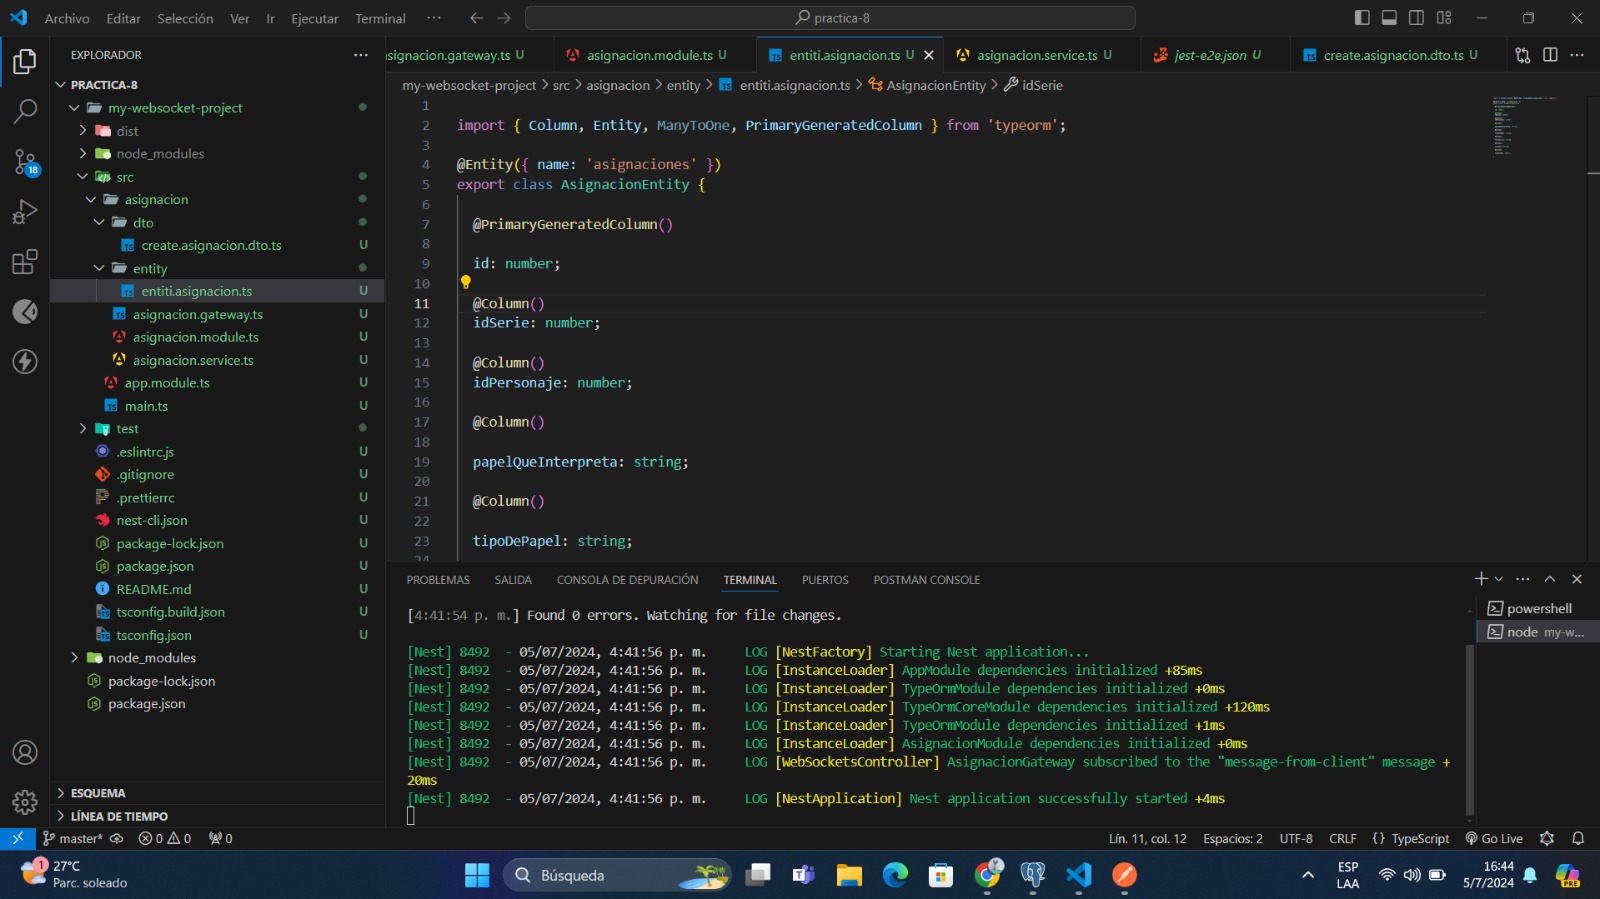 Archivo Editar Selección Ver Ir Ejecutar Terminal ··· practica-8
EXPLORADOR
PRACTICA-8
my-websocket-project
dist
node_modules
src
asignacion
dto
create.asignacion.dto.ts U
entity
entiti.asignacion.ts U
asignacion.gateway.ts U
asignacion.module.ts U
asignacion.service.ts U
app.module.ts U
main.ts U
test
.eslintrc.js U
.gitignore U
.prettierrc U
nest-cli.json U
package-lock.json U
package.json U
README.md U
tsconfig.build.json U
tsconfig.json U
node_modules
package-lock.json
package.json
ESQUEMA
LÍNEA DE TIEMPO
18
asignacion.gateway.ts U asignacion.module.ts U entiti.asignacion.ts U asignacion.service.ts U jest-e2e.json U create.asignacion.dto.ts U
my-websocket-project > src > asignacion > entity > entiti.asignacion.ts > AsignacionEntity > idSerie
1
2 import { Column, Entity, ManyToOne, PrimaryGeneratedColumn } from 'typeorm';
3
4 @Entity({ name: 'asignaciones' })
5 export class AsignacionEntity {
6
7 @PrimaryGeneratedColumn()
8
9 id: number;
10
11 @Column()
12 idSerie: number;
13
14 @Column()
15 idPersonaje: number;
16
17 @Column()
18
19 papelQueInterpreta: string;
20
21 @Column()
22
23 tipoDePapel: string;
24
PROBLEMAS SALIDA CONSOLA DE DEPURACIÓN TERMINAL PUERTOS POSTMAN CONSOLE
powershell
node my-w...
[4:41:54 p. m.] Found 0 errors. Watching for file changes.
[Nest] 8492 - 05/07/2024, 4:41:56 p. m. LOG [NestFactory] Starting Nest application...
[Nest] 8492 - 05/07/2024, 4:41:56 p. m. LOG [InstanceLoader] AppModule dependencies initialized +85ms
[Nest] 8492 - 05/07/2024, 4:41:56 p. m. LOG [InstanceLoader] TypeOrmModule dependencies initialized +0ms
[Nest] 8492 - 05/07/2024, 4:41:56 p. m. LOG [InstanceLoader] TypeOrmCoreModule dependencies initialized +120ms
[Nest] 8492 - 05/07/2024, 4:41:56 p. m. LOG [InstanceLoader] TypeOrmModule dependencies initialized +1ms
[Nest] 8492 - 05/07/2024, 4:41:56 p. m. LOG [InstanceLoader] AsignacionModule dependencies initialized +0ms
[Nest] 8492 - 05/07/2024, 4:41:56 p. m. LOG [WebSocketsController] AsignacionGateway subscribed to the "message-from-client" message +
20ms
[Nest] 8492 - 05/07/2024, 4:41:56 p. m. LOG [NestApplication] Nest application successfully started +4ms
master* 0 0 0 Lín. 11, col. 12 Espacios: 2 UTF-8 CRLF {} TypeScript Go Live
1 27°C
Parc. soleado
Búsqueda
ESP
LAA
16:44
5/7/2024
PRE